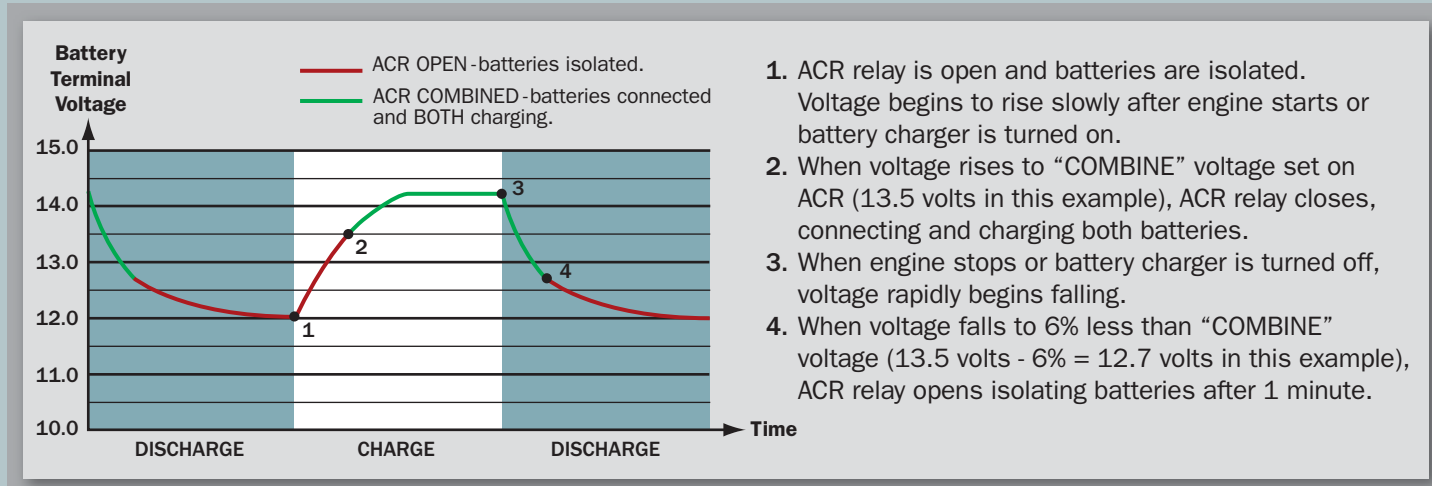 Battery
Terminal
Voltage
ACR OPEN-batteries isolated.
ACR COMBINED-batteries connected
and BOTH charging.
15.0
14.0
13.0
12.0
11.0
10.0
1
2
3
4
DISCHARGE
CHARGE
DISCHARGE
Time
1. ACR relay is open and batteries are isolated.
Voltage begins to rise slowly after engine starts or
battery charger is turned on.
2. When voltage rises to “COMBINE” voltage set on
ACR (13.5 volts in this example), ACR relay closes,
connecting and charging both batteries.
3. When engine stops or battery charger is turned off,
voltage rapidly begins falling.
4. When voltage falls to 6% less than “COMBINE”
voltage (13.5 volts - 6% = 12.7 volts in this example),
ACR relay opens isolating batteries after 1 minute.